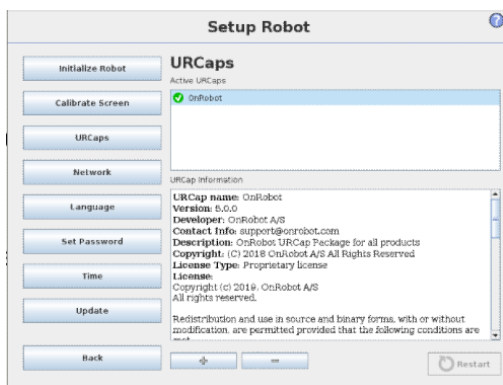 Setup Robot
?
Initialize Robot
Calibrate Screen
URCaps
Network
Language
Set Password
Time
Update
Back
URCaps
Active URCaps
OnRobot
URCap Information
URCap name: OnRobot
Version: 5.0.0
Developer: OnRobot A/S
Contact Info: support@onrobot.com
Description: OnRobot URCap Package for all products
Copyright: (C) 2018 OnRobot A/S All Rights Reserved
License Type: Proprietary license
License:
Copyright (c) 2018, OnRobot A/S
All rights reserved.
Redistribution and use in source and binary forms, with or without
modification, are permitted provided that the following conditions are
Restart